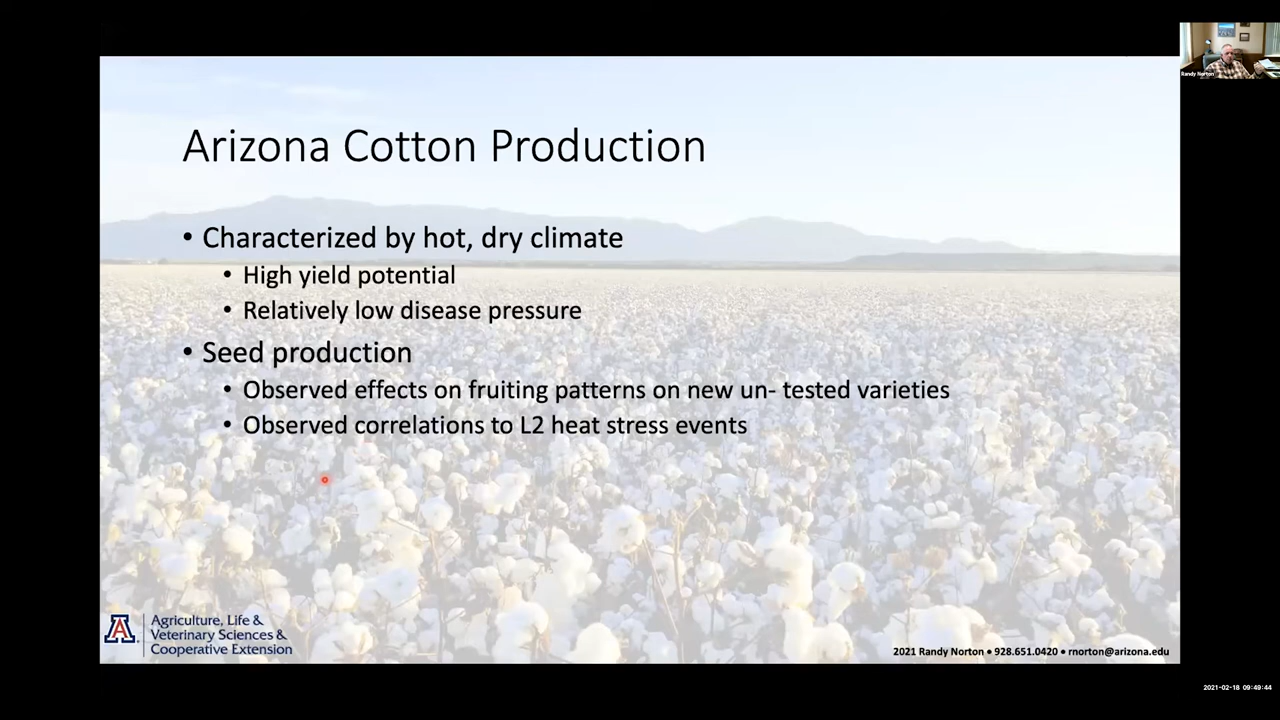 Randy Norton
Arizona Cotton Production
• Characterized by hot, dry climate
• High yield potential
• Relatively low disease pressure
• Seed production
• Observed effects on fruiting patterns on new un- tested varieties
• Observed correlations to L2 heat stress events
A
Agriculture, Life &
Veterinary Sciences &
Cooperative Extension
2021 Randy Norton • 928.651.0420 • rnorton@arizona.edu
2021-02-18 09:49:44